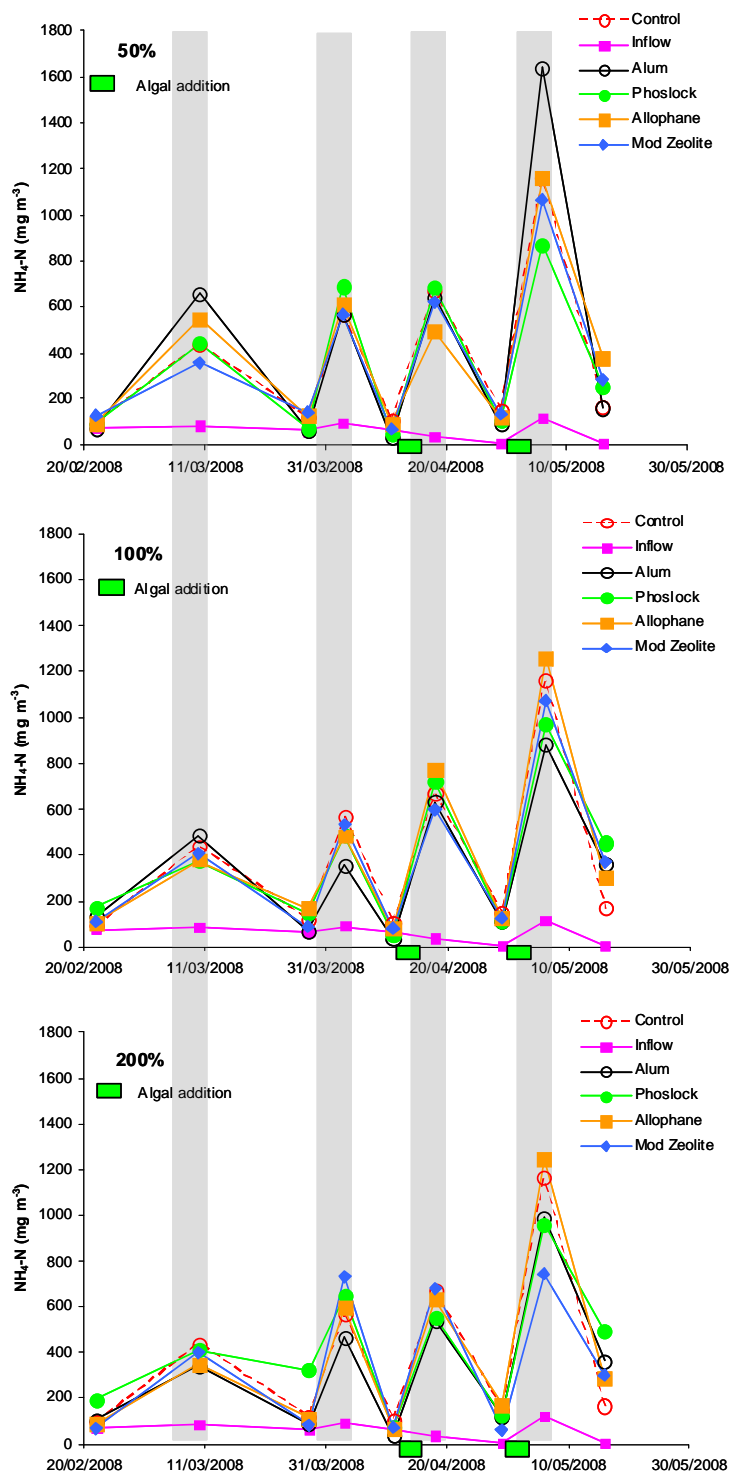 1800
1600
1400
1200
1000
800
600
400
200
0
NH4-N (mg m-3)
50%
Algal addition
Control
Inflow
Alum
Phoslock
Allophane
Mod Zeolite
20/02/2008 11/03/2008 31/03/2008 20/04/2008 10/05/2008 30/05/2008
1800
1600
1400
1200
1000
800
600
400
200
0
NH4-N (mg m-3)
100%
Algal addition
Control
Inflow
Alum
Phoslock
Allophane
Mod Zeolite
20/02/2008 11/03/2008 31/03/2008 20/04/2008 10/05/2008 30/05/2008
1800
1600
1400
1200
1000
800
600
400
200
0
NH4-N (mg m-3)
200%
Algal addition
Control
Inflow
Alum
Phoslock
Allophane
Mod Zeolite
20/02/2008 11/03/2008 31/03/2008 20/04/2008 10/05/2008 30/05/2008